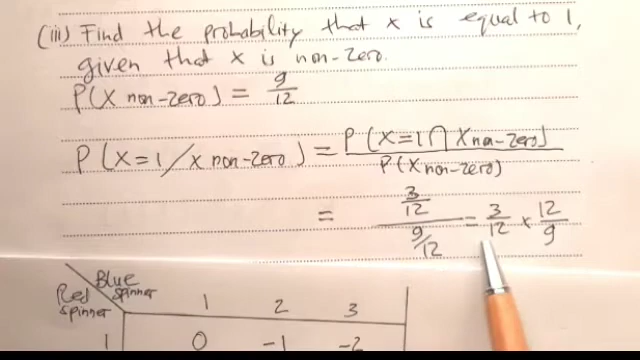 (iii) Find the probability that x is equal to 1,
given that x is non-zero.
P(X non-zero) = 9/12
P(X=1/x non-zero) = P(X=1 ∩ X non-zero)/P(X non-zero)
= 3/12 / 9/12 = 3/12 × 12/9
Blue spinner
Red spinner
1 2 3
1 0 -1 -2